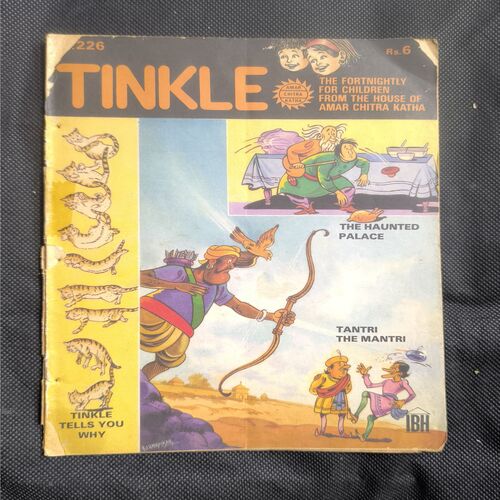 226
Rs.6
TINKLE
AMAR
CHITRA
KATHA
THE FORTNIGHTLY
FOR CHILDREN
FROM THE HOUSE OF
AMAR CHITRA KATHA
THE HAUNTED
PALACE
TANTRI
THE MANTRI
TINKLE
TELLS YOU
WHY
IBH